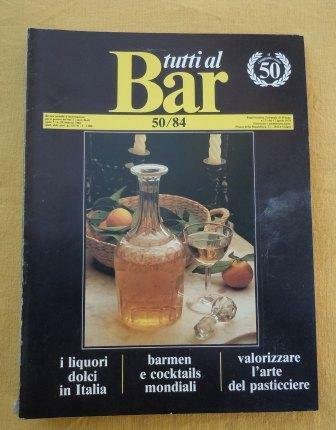 tutti al
Bar
50
50/84
i liquori
dolci
in Italia
barmen
e cocktails
mondiali
valorizzare
l'arte
del pasticciere